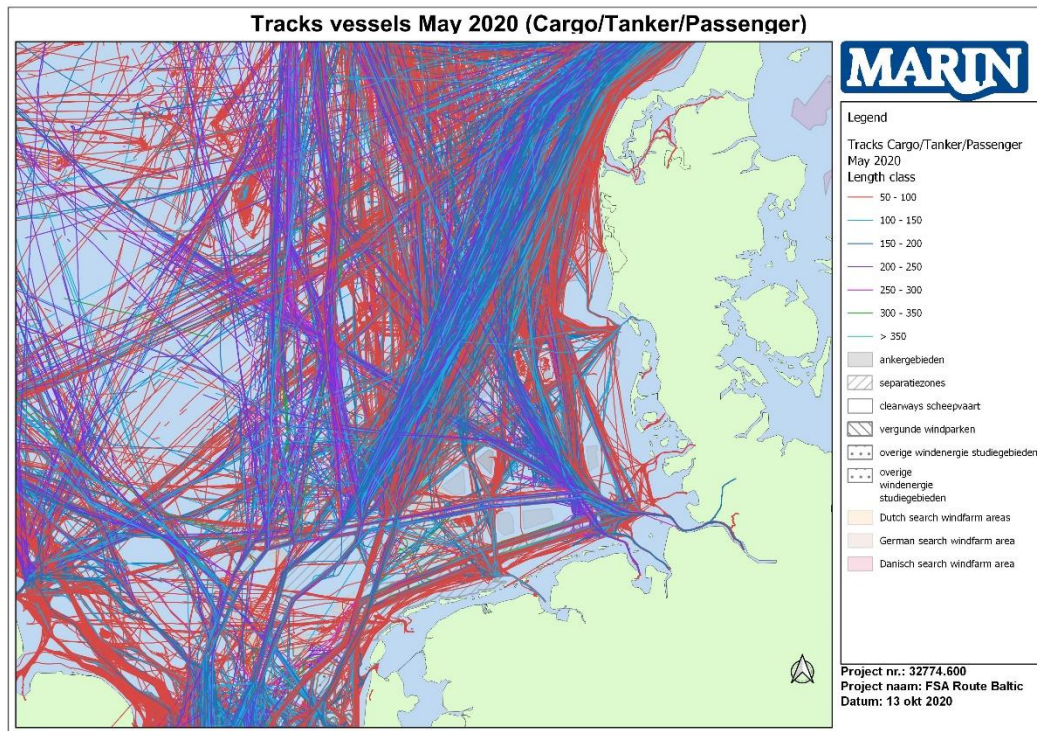 Tracks vessels May 2020 (Cargo/Tanker/Passenger)
MARIN
Legend
Tracks Cargo/Tanker/Passenger
May 2020
Length class
50 - 100
100 - 150
150 - 200
200 - 250
250 - 300
300 - 350
> 350
ankergebieden
separatiezones
clearways scheepvaart
vergunde windparken
overige windenergie studiegebieden
overige
windenergie
studiegebieden
Dutch search windfarm areas
German search windfarm area
Danisch search windfarm area
Project nr.: 32774.600
Project naam: FSA Route Baltic
Datum: 13 okt 2020